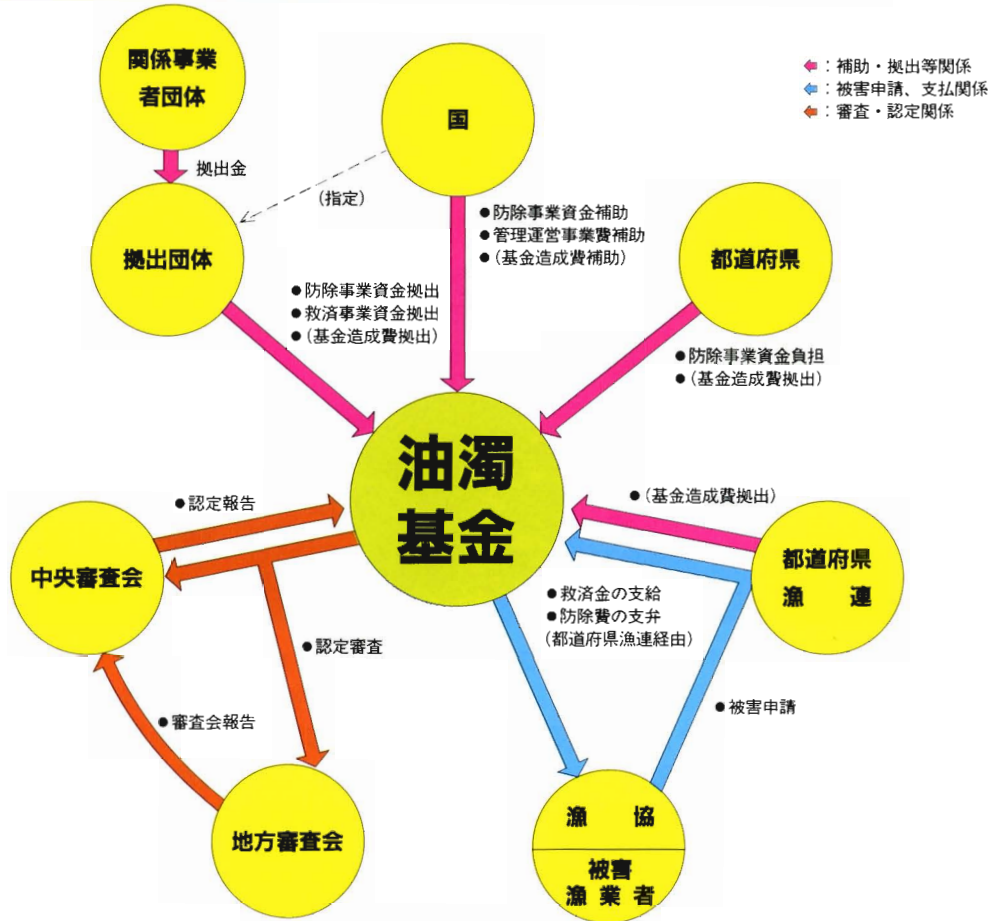 関係事業
者団体
国
⇦：補助・拠出等関係
⇦：被害申請、支払関係
⇦：審査・認定関係
拠出金
(指定)
拠出団体
●防除事業資金補助
●管理運営事業費補助
●(基金造成費補助)
都道府県
●防除事業資金拠出
●救済事業資金拠出
●(基金造成費拠出)
●防除事業資金負担
●(基金造成費拠出)
油濁
基金
●認定報告
●(基金造成費拠出)
中央審査会
都道府県
漁　連
●救済金の支給
●防除費の支弁
(都道府県漁連経由)
●認定審査
●審査会報告
●被害申請
地方審査会
漁　協
被害
漁業者